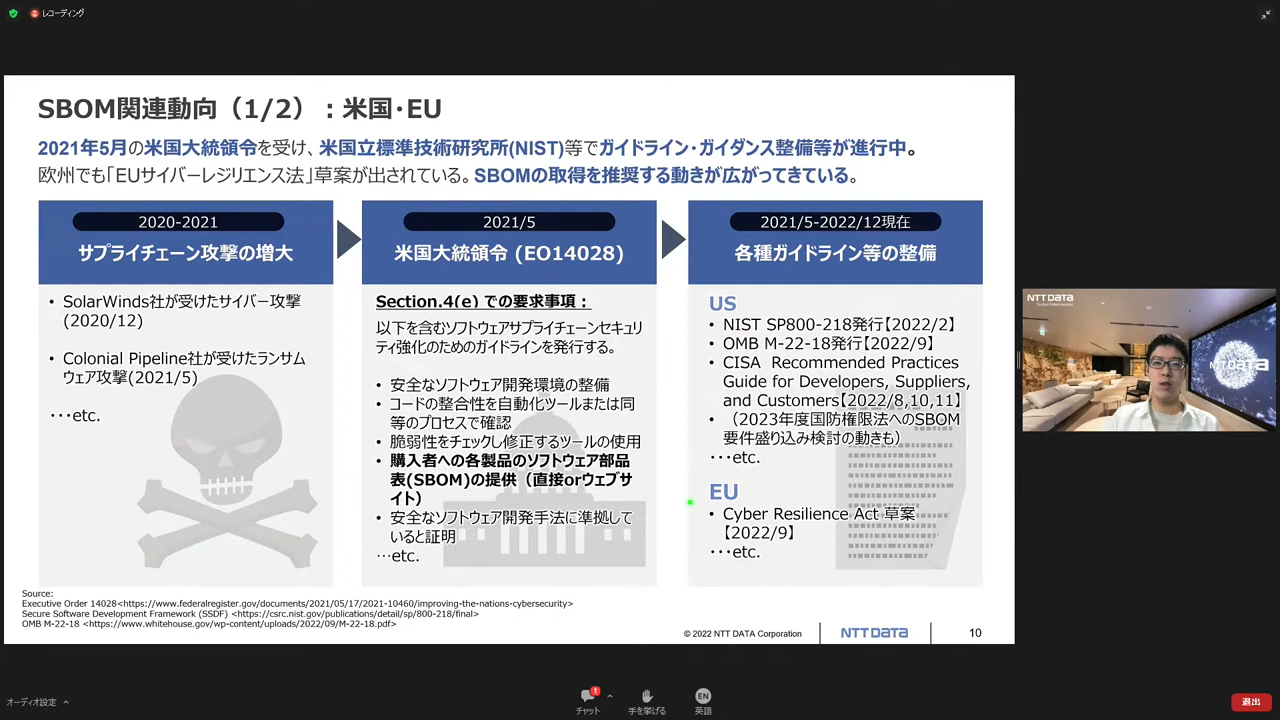 レコーディング
SBOM関連動向（1/2）：米国･EU
2021年5月の米国大統領令を受け、米国立標準技術研究所(NIST)等でガイドライン･ガイダンス整備等が進行中。
欧州でも「EUサイバーレジリエンス法」草案が出されている。SBOMの取得を推奨する動きが広がってきている。
2020-2021
サプライチェーン攻撃の増大
• SolarWinds社が受けたサイバー攻撃
(2020/12)
• Colonial Pipeline社が受けたランサム
ウェア攻撃(2021/5)
･･･etc.
2021/5
米国大統領令 (EO14028)
Section.4(e) での要求事項：
以下を含むソフトウェアサプライチェーンセキュリ
ティ強化のためのガイドラインを発行する。
• 安全なソフトウェア開発環境の整備
• コードの整合性を自動化ツールまたは同
等のプロセスで確認
• 脆弱性をチェックし修正するツールの使用
• 購入者への各製品のソフトウェア部品
表(SBOM)の提供（直接orウェブサ
イト）
• 安全なソフトウェア開発手法に準拠して
いると証明
･･･etc.
2021/5-2022/12現在
各種ガイドライン等の整備
US
• NIST SP800-218発行【2022/2】
• OMB M-22-18発行【2022/9】
• CISA Recommended Practices
Guide for Developers, Suppliers,
and Customers【2022/8,10,11】
• （2023年度国防権限法へのSBOM
要件盛り込み検討の動きも）
･･･etc.
EU
• Cyber Resilience Act 草案
【2022/9】
･･･etc.
Source:
Executive Order 14028<https://www.federalregister.gov/documents/2021/05/17/2021-10460/improving-the-nations-cybersecurity>
Secure Software Development Framework (SSDF) <https://csrc.nist.gov/publications/detail/sp/800-218/final>
OMB M-22-18 <https://www.whitehouse.gov/wp-content/uploads/2022/09/M-22-18.pdf>
© 2022 NTT DATA Corporation
NTT DATA
10
NTT DATA
NTT DATA
オーディオ設定
1
チャット
手を挙げる
EN
英語
退出